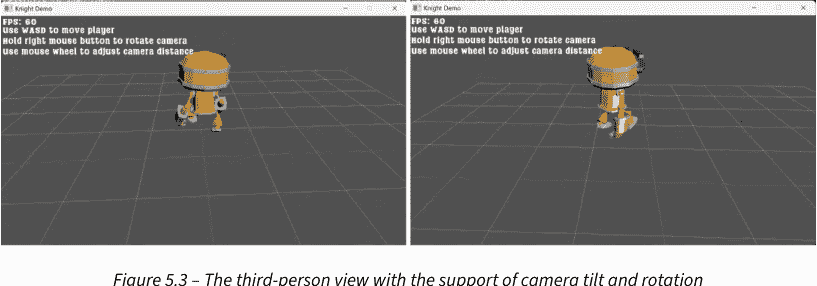 Knight Demo
FPS: 60
Use WASD to move player
Hold right mouse button to rotate camera
Use mouse wheel to adjust camera distance
Knight Demo
FPS: 60
Use WASD to move player
Hold right mouse button to rotate camera
Use mouse wheel to adjust camera distance
Figure 5.3 – The third-person view with the support of camera tilt and rotation